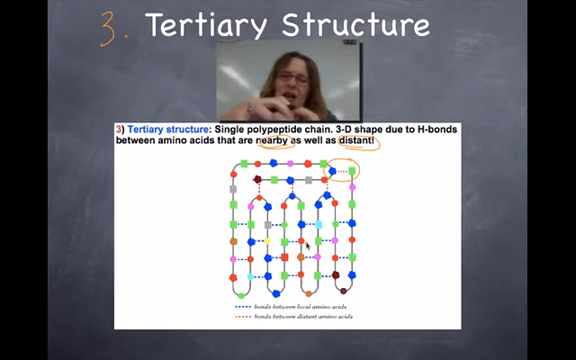 3. Tertiary Structure
3) Tertiary structure: Single polypeptide chain. 3-D shape due to H-bonds
between amino acids that are nearby as well as distant!
bonds between local amino acids
bonds between distant amino acids